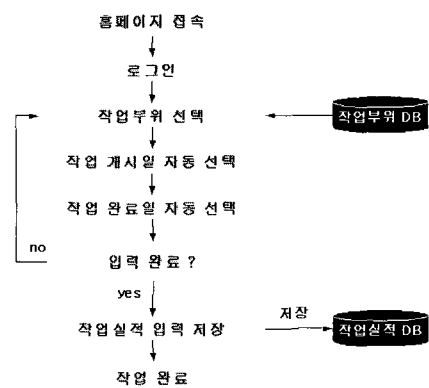 홈페이지 접속
로그인
작업부위 선택
작업부위 DB
작업 개시일 자동 선택
작업 완료일 자동 선택
no
입력 완료 ?
yes
저장
작업실적 입력 저장
작업실적 DB
작업 완료